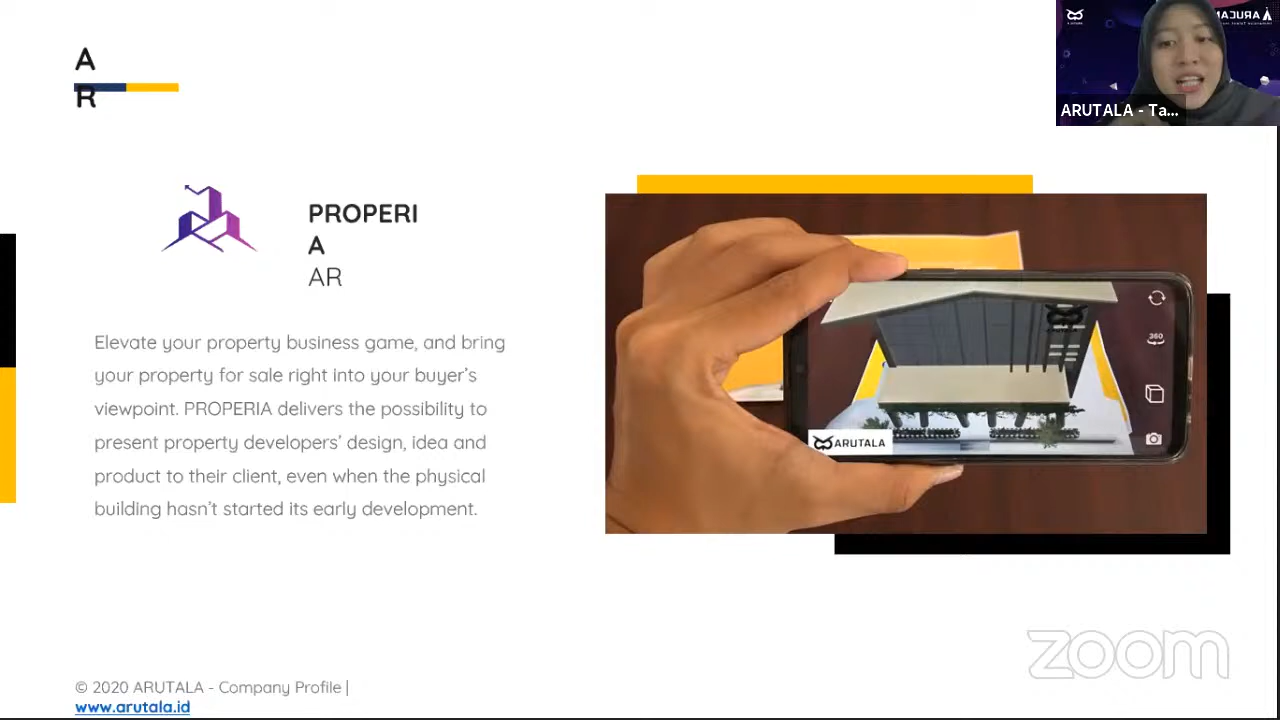 A
R
ARUCALA
ARUTALA - Ta...
PROPERI
A
AR
Elevate your property business game, and bring
your property for sale right into your buyer's
viewpoint. PROPERIA delivers the possibility to
present property developers' design, idea and
product to their client, even when the physical
building hasn't started its early development.
360
ARUTALA
zoom
© 2020 ARUTALA - Company Profile |
www.arutala.id